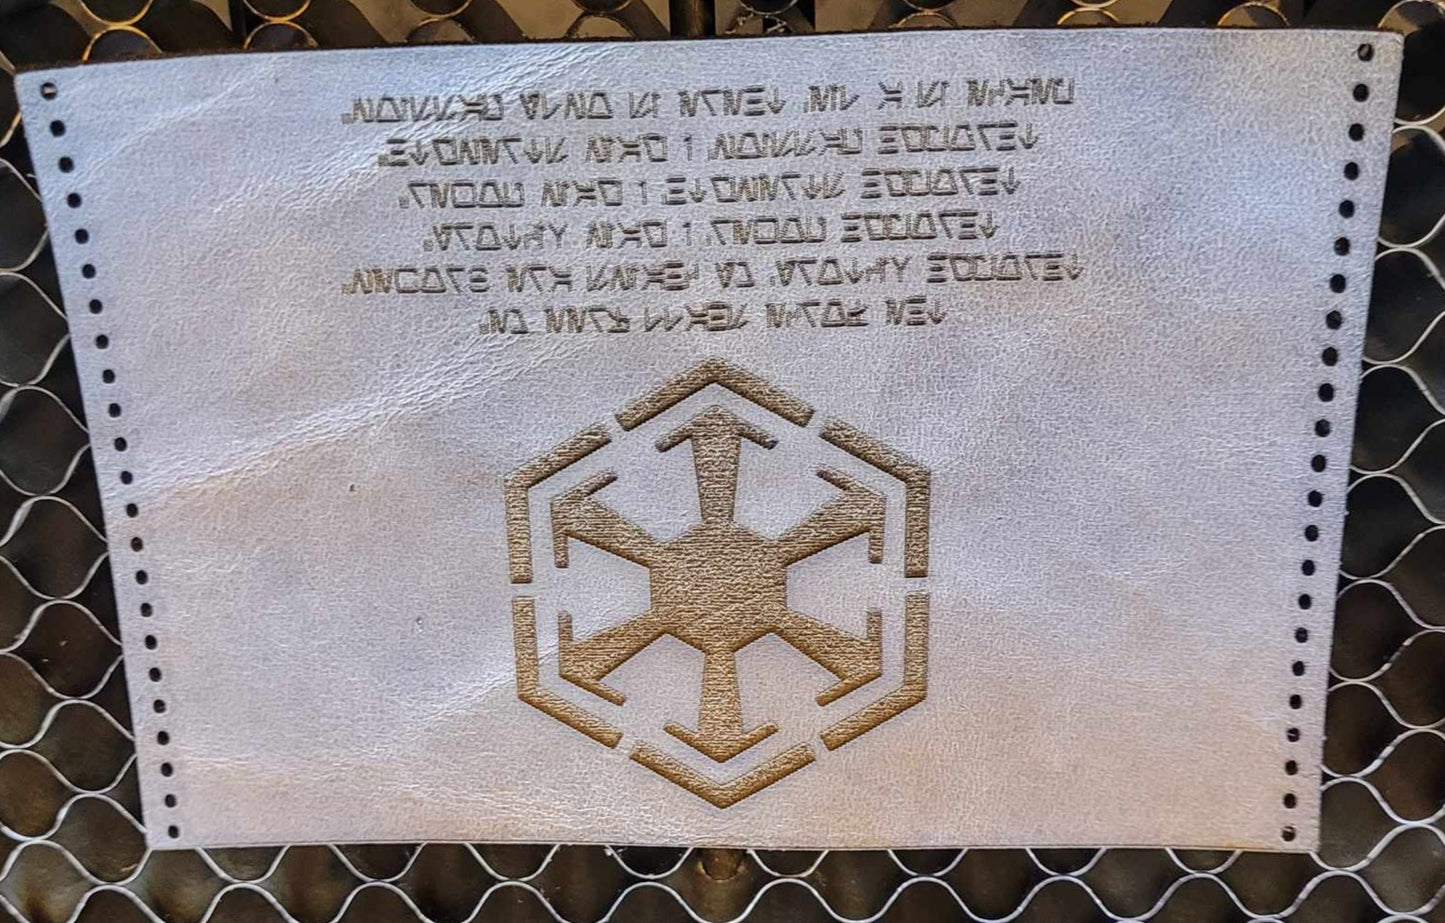 PEACE IS A LIE, THERE IS ONLY PASSION.
THROUGH PASSION, I GAIN STRENGTH.
THROUGH STRENGTH, I GAIN POWER.
THROUGH POWER, I GAIN VICTORY.
THROUGH VICTORY, MY CHAINS ARE BROKEN.
THE FORCE SHALL FREE ME.